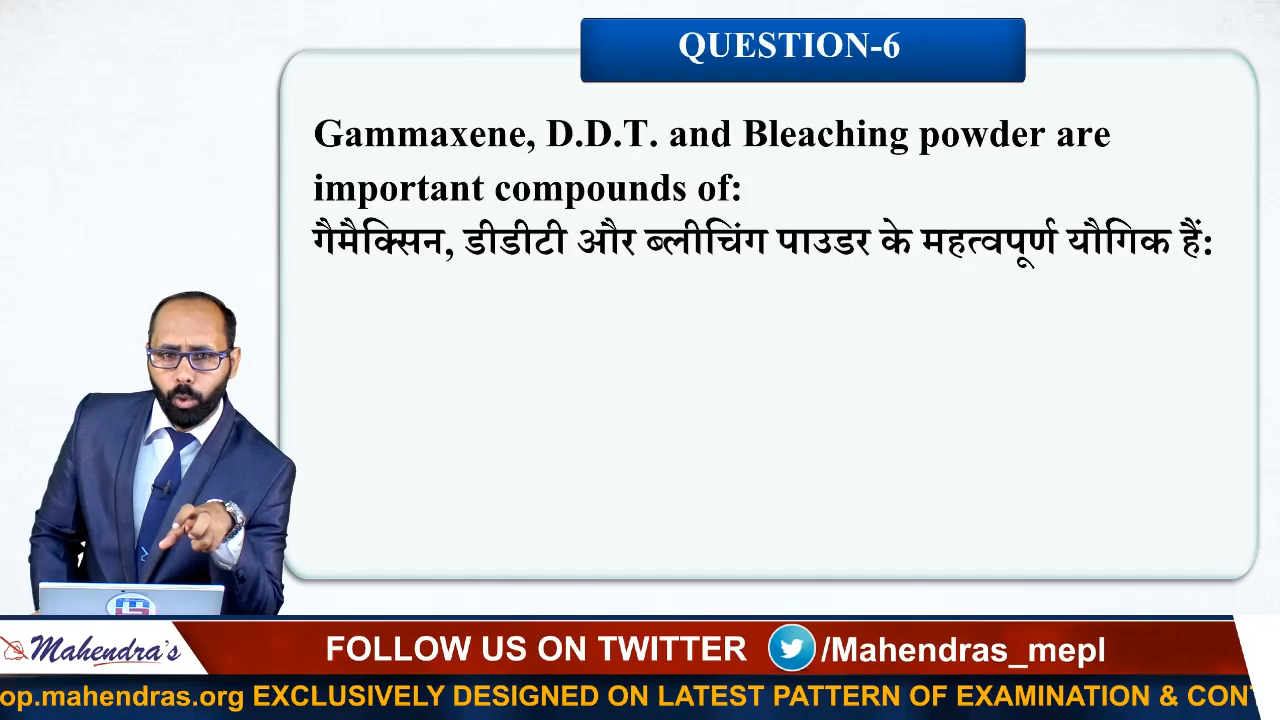 QUESTION-6
Gammaxene, D.D.T. and Bleaching powder are
important compounds of:
गैमैक्सिन, डीडीटी और ब्लीचिंग पाउडर के महत्वपूर्ण यौगिक हैं:
Mahendra's
FOLLOW US ON TWITTER /Mahendras_mepl
op.mahendras.org EXCLUSIVELY DESIGNED ON LATEST PATTERN OF EXAMINATION & CON